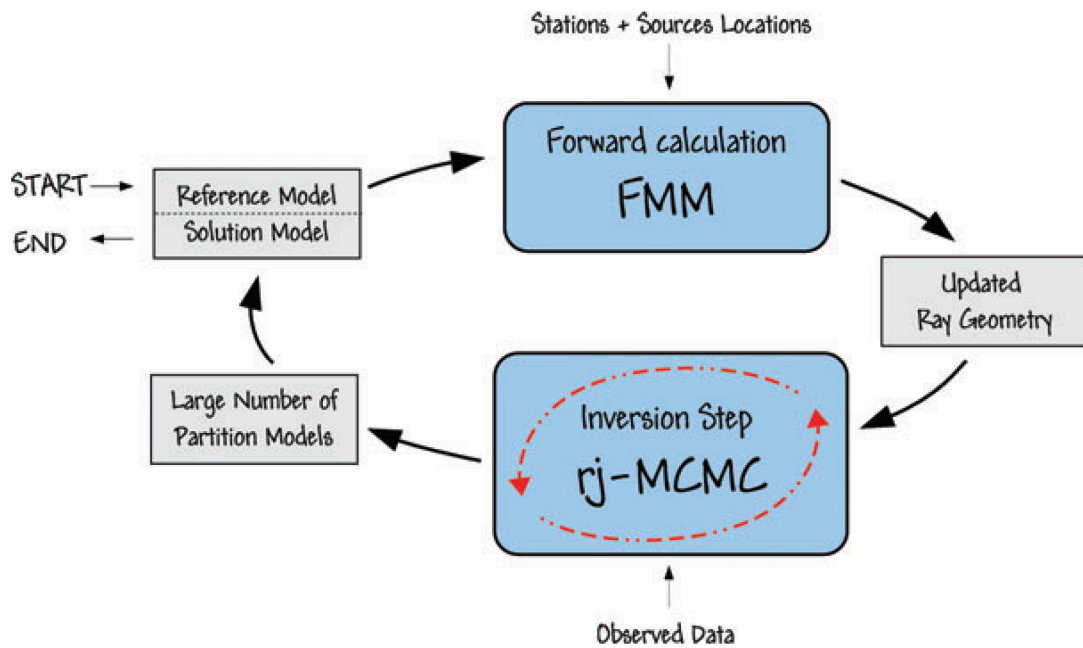 Stations + Sources Locations
Forward calculation
FMM
START
Reference Model
END
Solution Model
Updated
Ray Geometry
Large Number of
Partition Models
Inversion Step
rj-MCMC
Observed Data